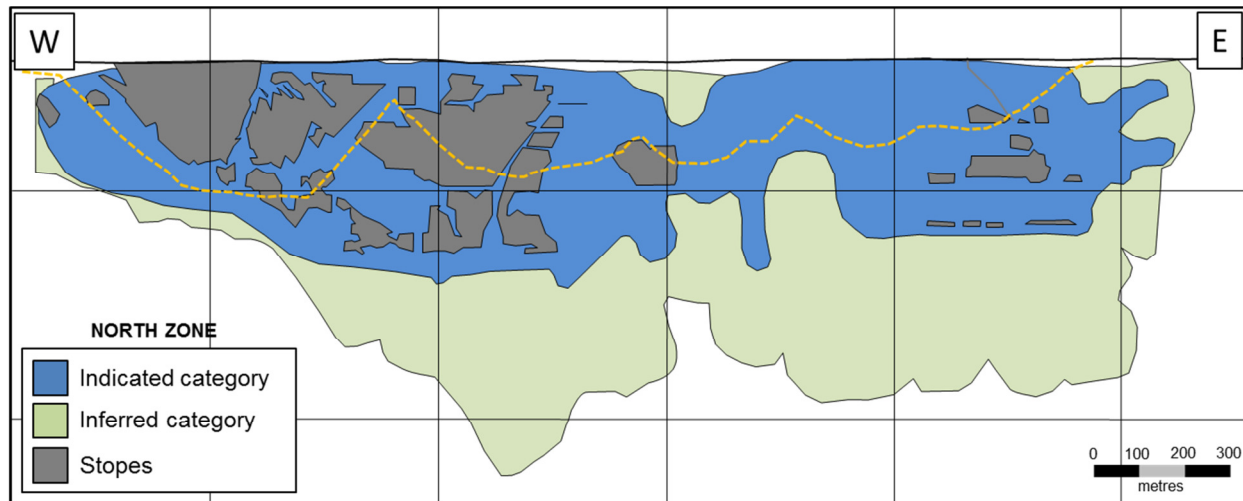 W
E
NORTH ZONE
Indicated category
Inferred category
Stopes
0 100 200 300
metres